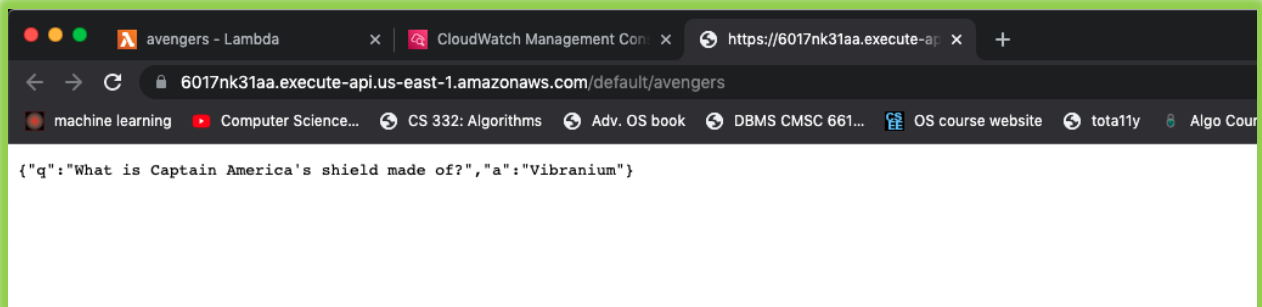 avengers - Lambda
CloudWatch Management Con
https://6017nk31aa.execute-ap
6017nk31aa.execute-api.us-east-1.amazonaws.com/default/avengers
machine learning Computer Science... CS 332: Algorithms Adv. OS book DBMS CMSC 661... CS EE OS course website tota11y Algo Cour
{"q":"What is Captain America's shield made of?","a":"Vibranium"}